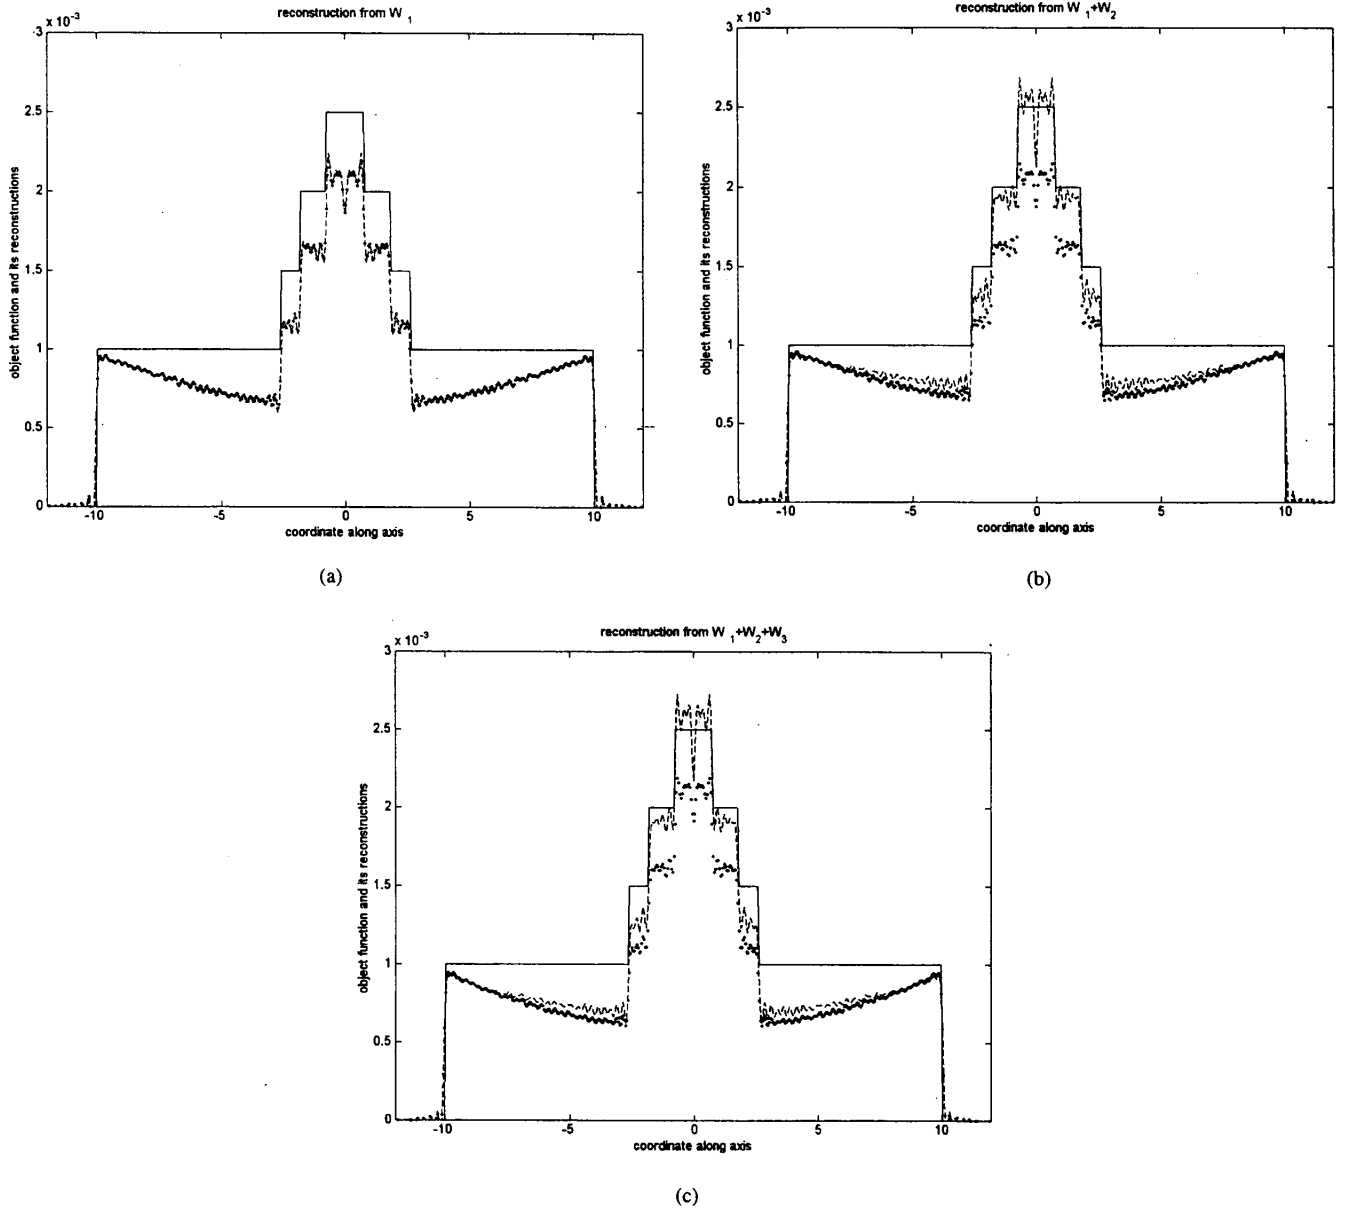 reconstruction from W 1
x 10-3
3
2.5
2
1.5
1
0.5
0
-10
-5
0
5
10
object function and its reconstructions
coordinate along axis
(a)
reconstruction from W 1+W2
x 10-3
3
2.5
2
1.5
1
0.5
0
-10
-5
0
5
10
object function and its reconstructions
coordinate along axis
(b)
reconstruction from W 1+W2+W3
x 10-3
3
2.5
2
1.5
1
0.5
0
-10
-5
0
5
10
object function and its reconstructions
coordinate along axis
(c)